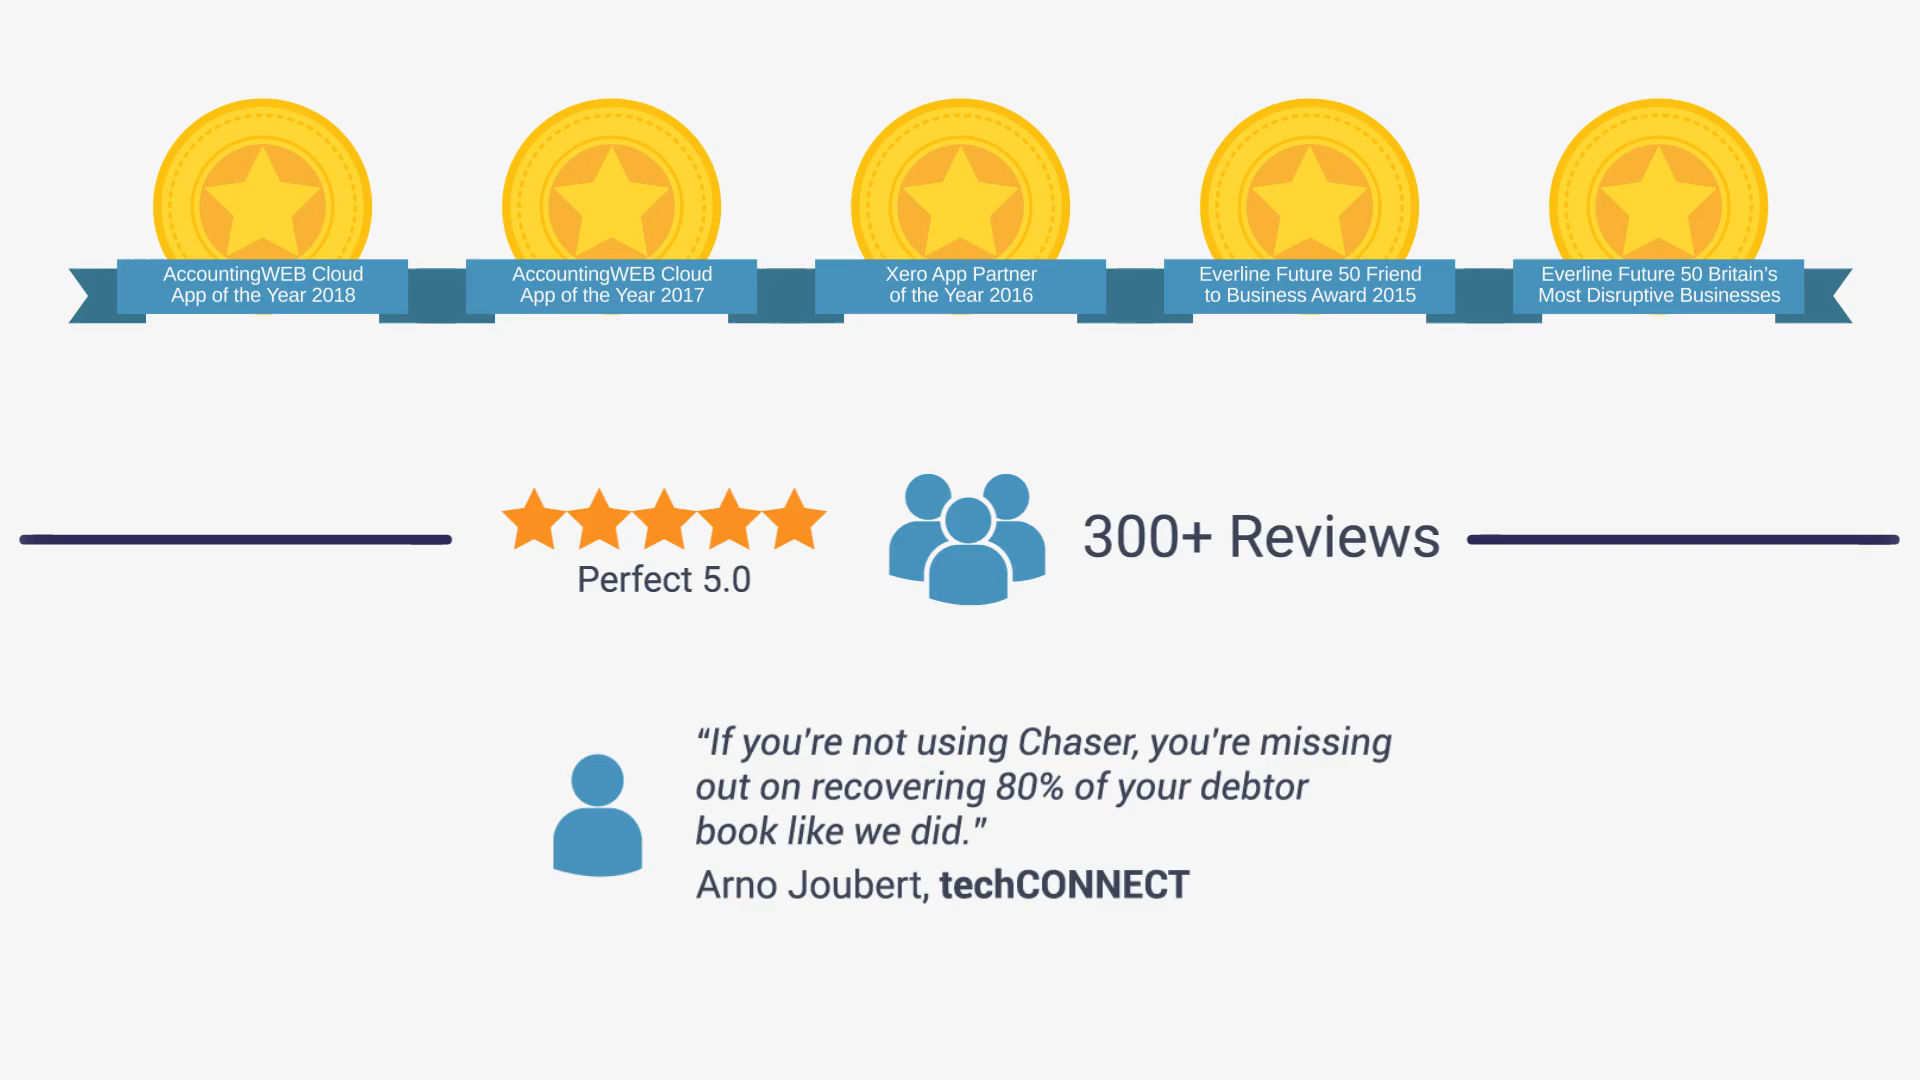 AccountingWEB Cloud
App of the Year 2018
AccountingWEB Cloud
App of the Year 2017
Xero App Partner
of the Year 2016
Everline Future 50 Friend
to Business Award 2015
Everline Future 50 Britain's
Most Disruptive Businesses
Perfect 5.0
300+ Reviews
“If you're not using Chaser, you're missing
out on recovering 80% of your debtor
book like we did."
Arno Joubert, techCONNECT